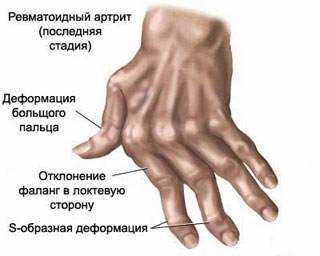 Ревматоидный артрит
(последняя
стадия)
Деформация
большого
пальца
Отклонение
фаланг в локтевую
сторону
S-образная деформация